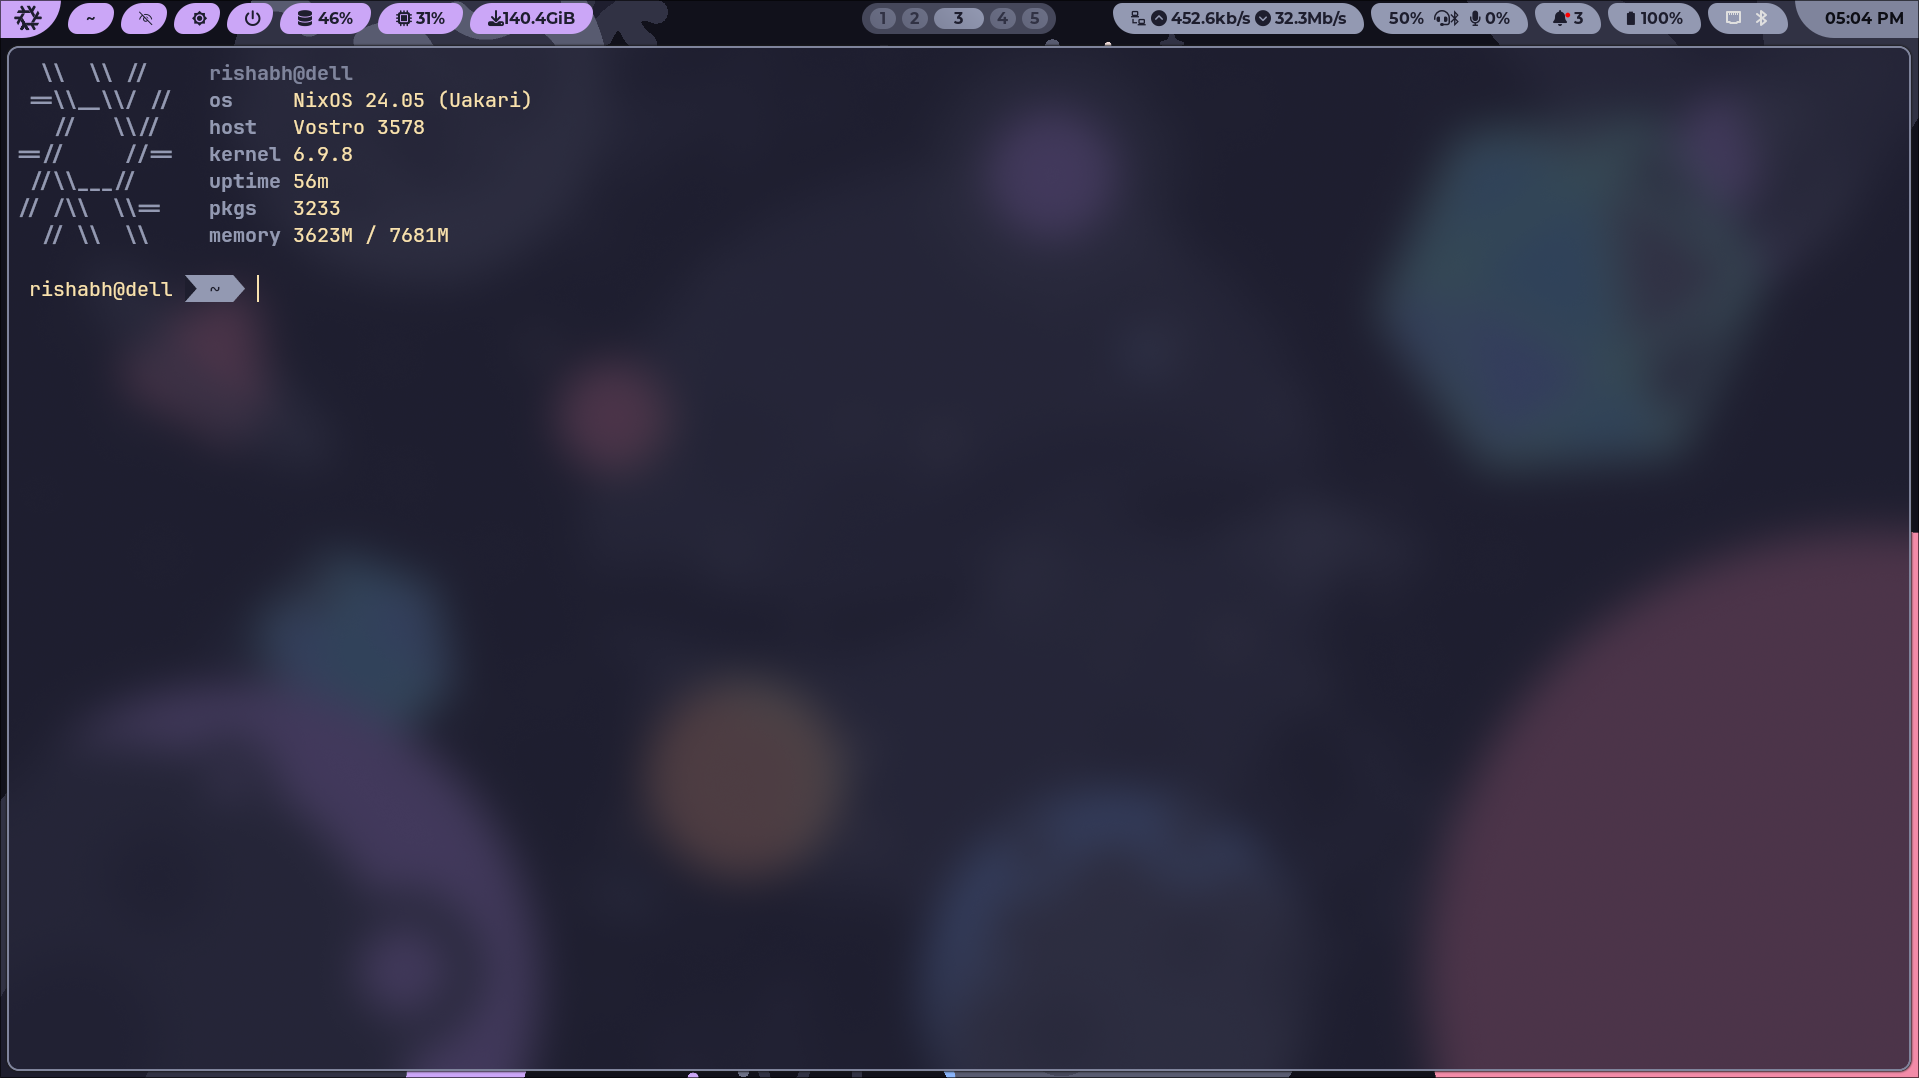 ~ 46% 31% 140.4GiB 1 2 3 4 5 452.6kb/s 32.3Mb/s 50% 0% 3 100% 05:04 PM
\\  \\ //     rishabh@dell
==\\__\\/ //   os     NixOS 24.05 (Uakari)
//   \\//    host   Vostro 3578
==//     //==   kernel 6.9.8
//\\___//      uptime 56m
// /\\  \\==    pkgs   3233
// \\  \\     memory 3623M / 7681M
rishabh@dell ~